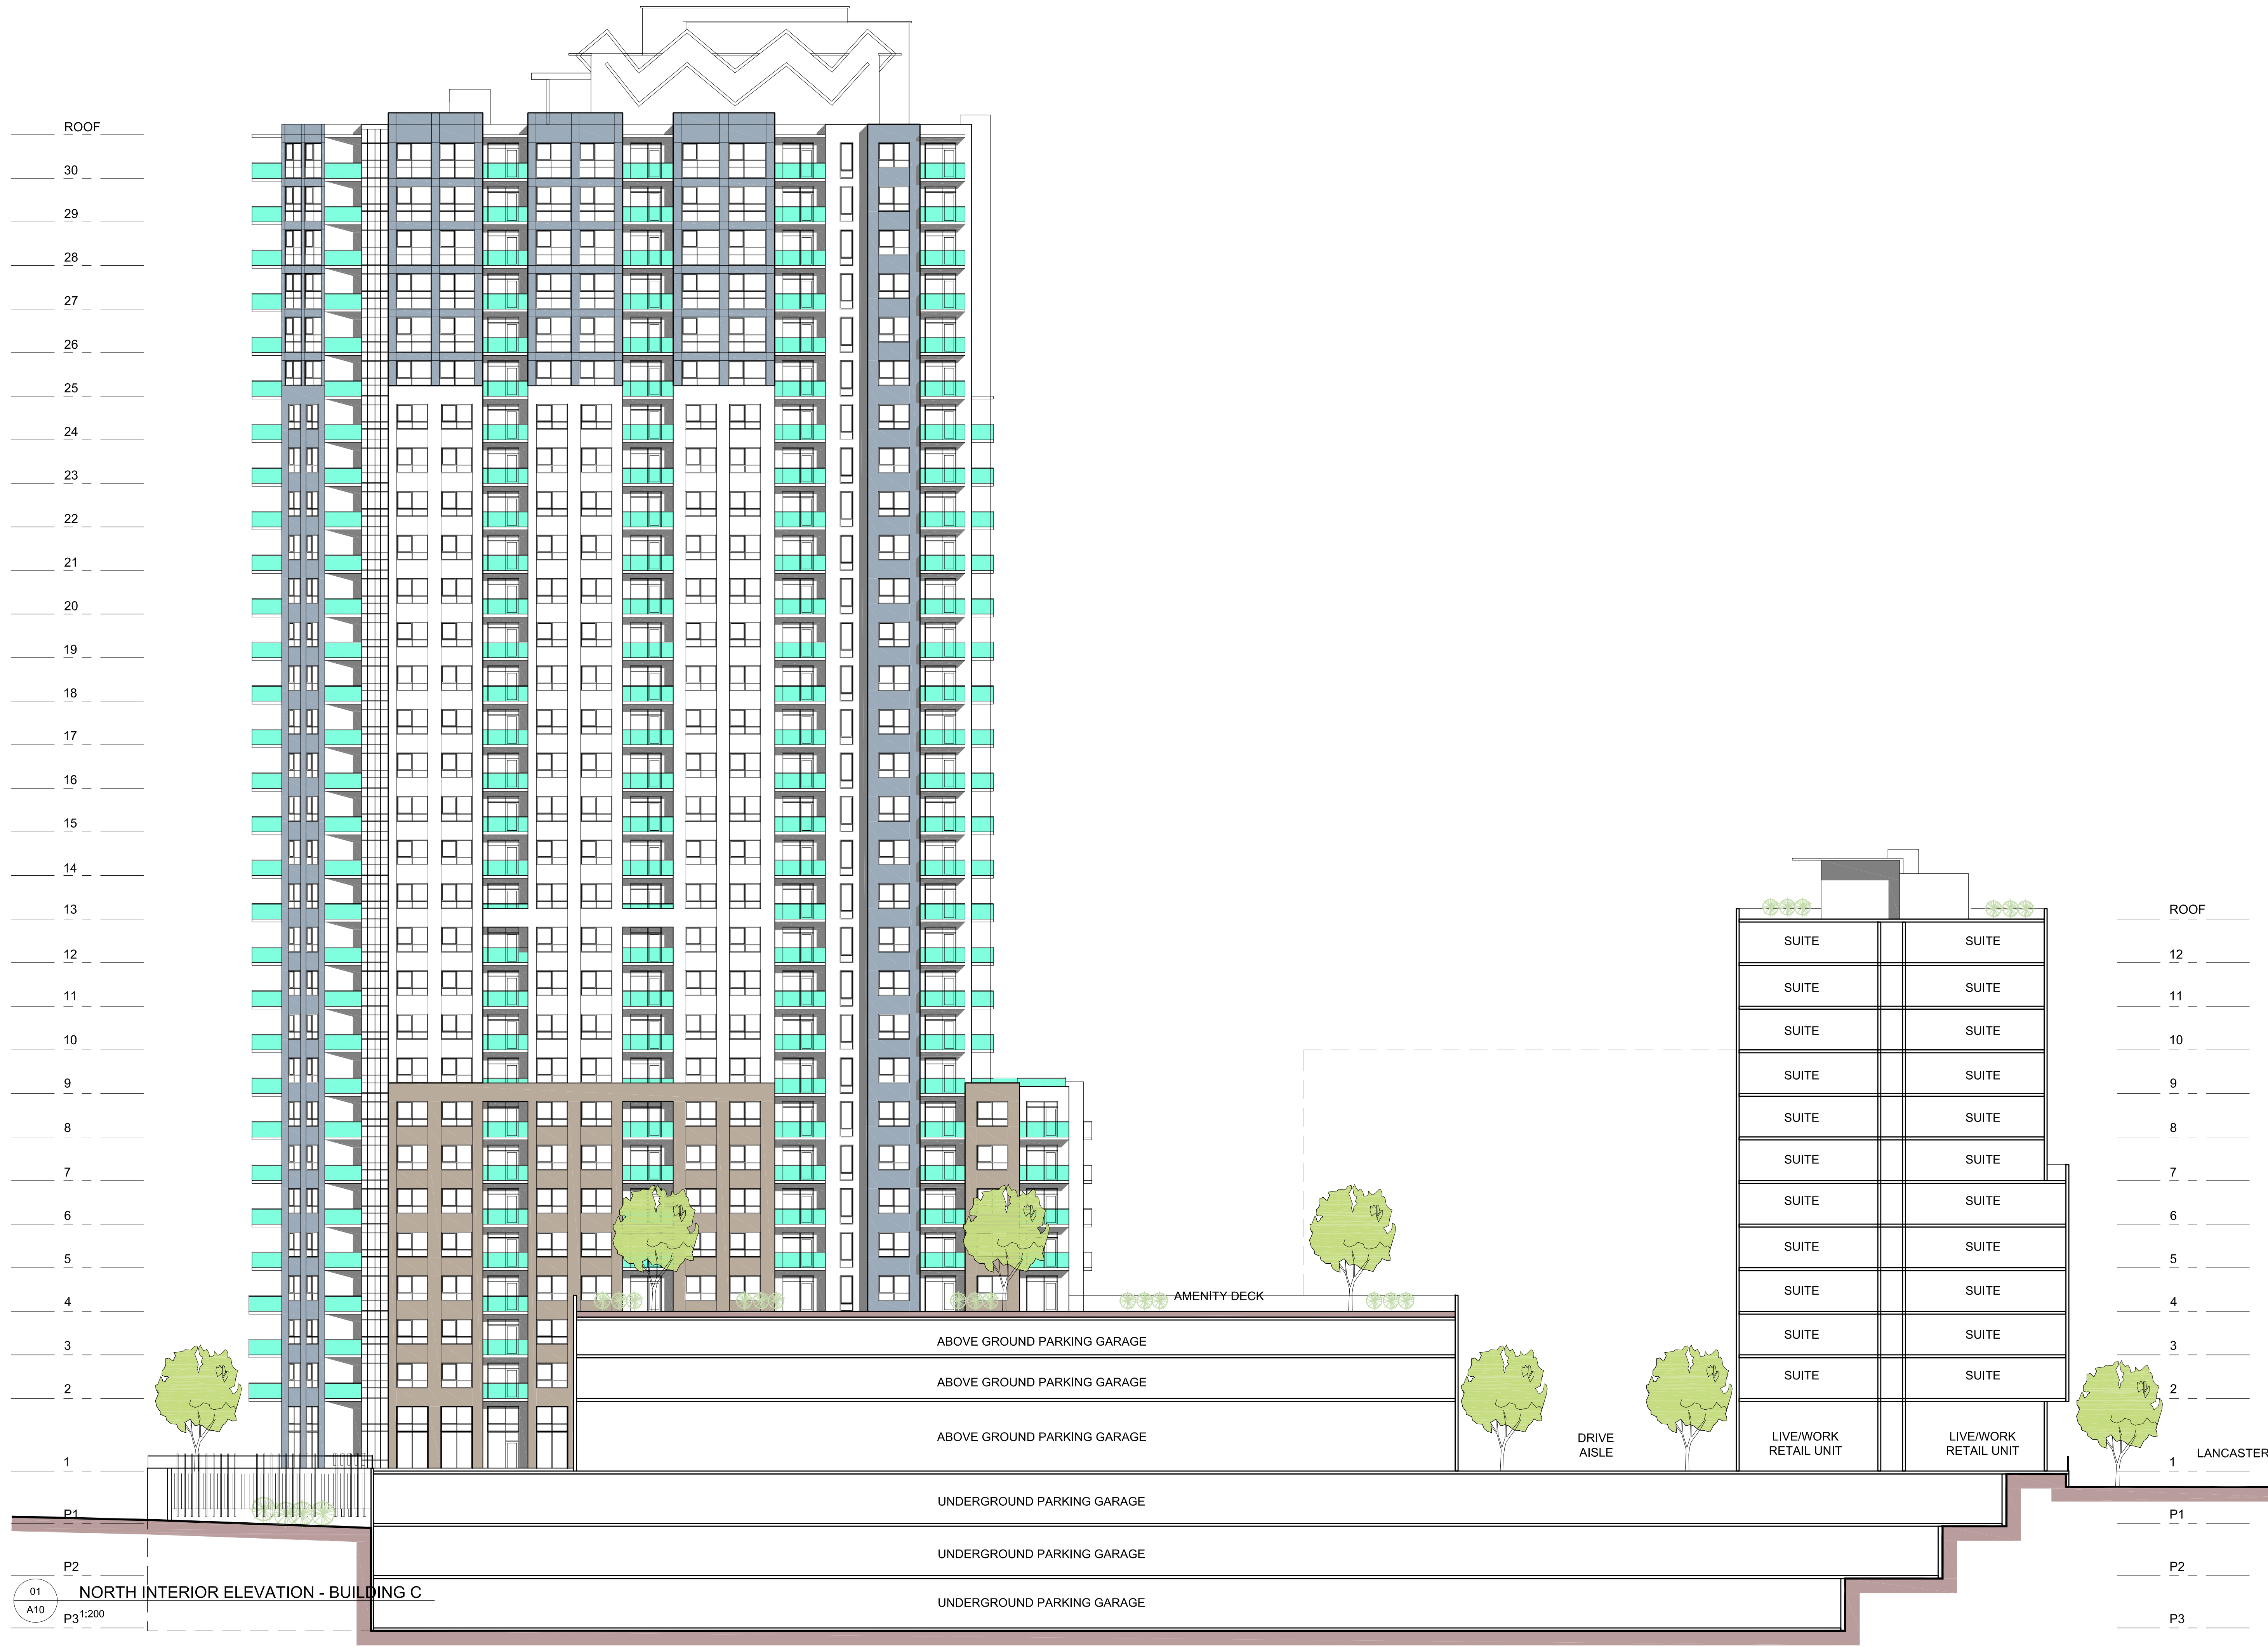 ROOF
30
29
28
27
26
25
24
23
22
21
20
19
18
17
16
15
14
13
12
11
10
9
8
7
6
5
4
3
2
1
P1
P2
P3
AMENITY DECK
ABOVE GROUND PARKING GARAGE
ABOVE GROUND PARKING GARAGE
ABOVE GROUND PARKING GARAGE
UNDERGROUND PARKING GARAGE
UNDERGROUND PARKING GARAGE
UNDERGROUND PARKING GARAGE
DRIVE
AISLE
SUITE SUITE
SUITE SUITE
SUITE SUITE
SUITE SUITE
SUITE SUITE
SUITE SUITE
SUITE SUITE
SUITE SUITE
SUITE SUITE
SUITE SUITE
SUITE SUITE
LIVE/WORK LIVE/WORK
RETAIL UNIT RETAIL UNIT
ROOF
12
11
10
9
8
7
6
5
4
3
2
1 LANCASTER
P1
P2
P3
01
A10
NORTH INTERIOR ELEVATION - BUILDING C
1:200